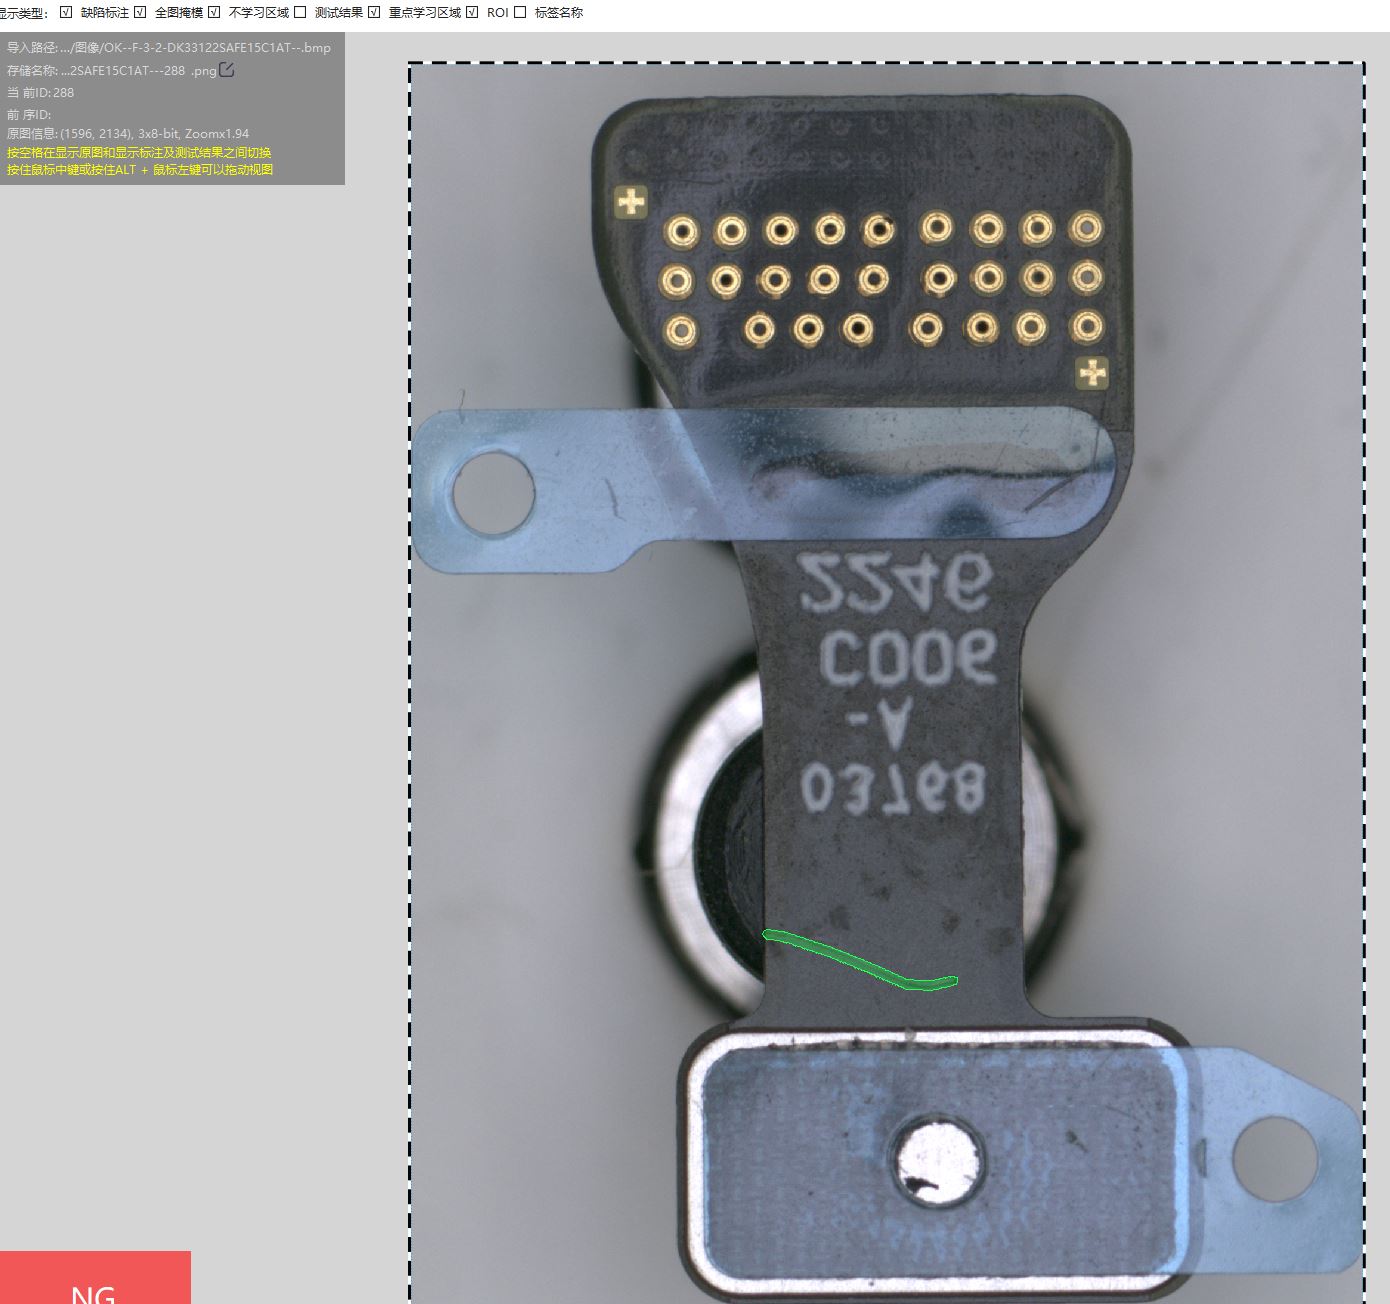 显示类型: √ 缺陷标注 √ 全图掩模 √ 不学习区域 测试结果 √ 重点学习区域 √ ROI 标签名称
导入路径: .../图像/OK--F-3-2-DK33122SAFE15C1AT--.bmp
存储名称: ...2SAFE15C1AT---288 .png
当 前ID: 288
前 序ID:
原图信息: (1596, 2134), 3x8-bit, Zoomx1.94
按空格在显示原图和显示标注及测试结果之间切换
按住鼠标中键或按住ALT + 鼠标左键可以拖动视图
2246
C006
-A
03768
NG